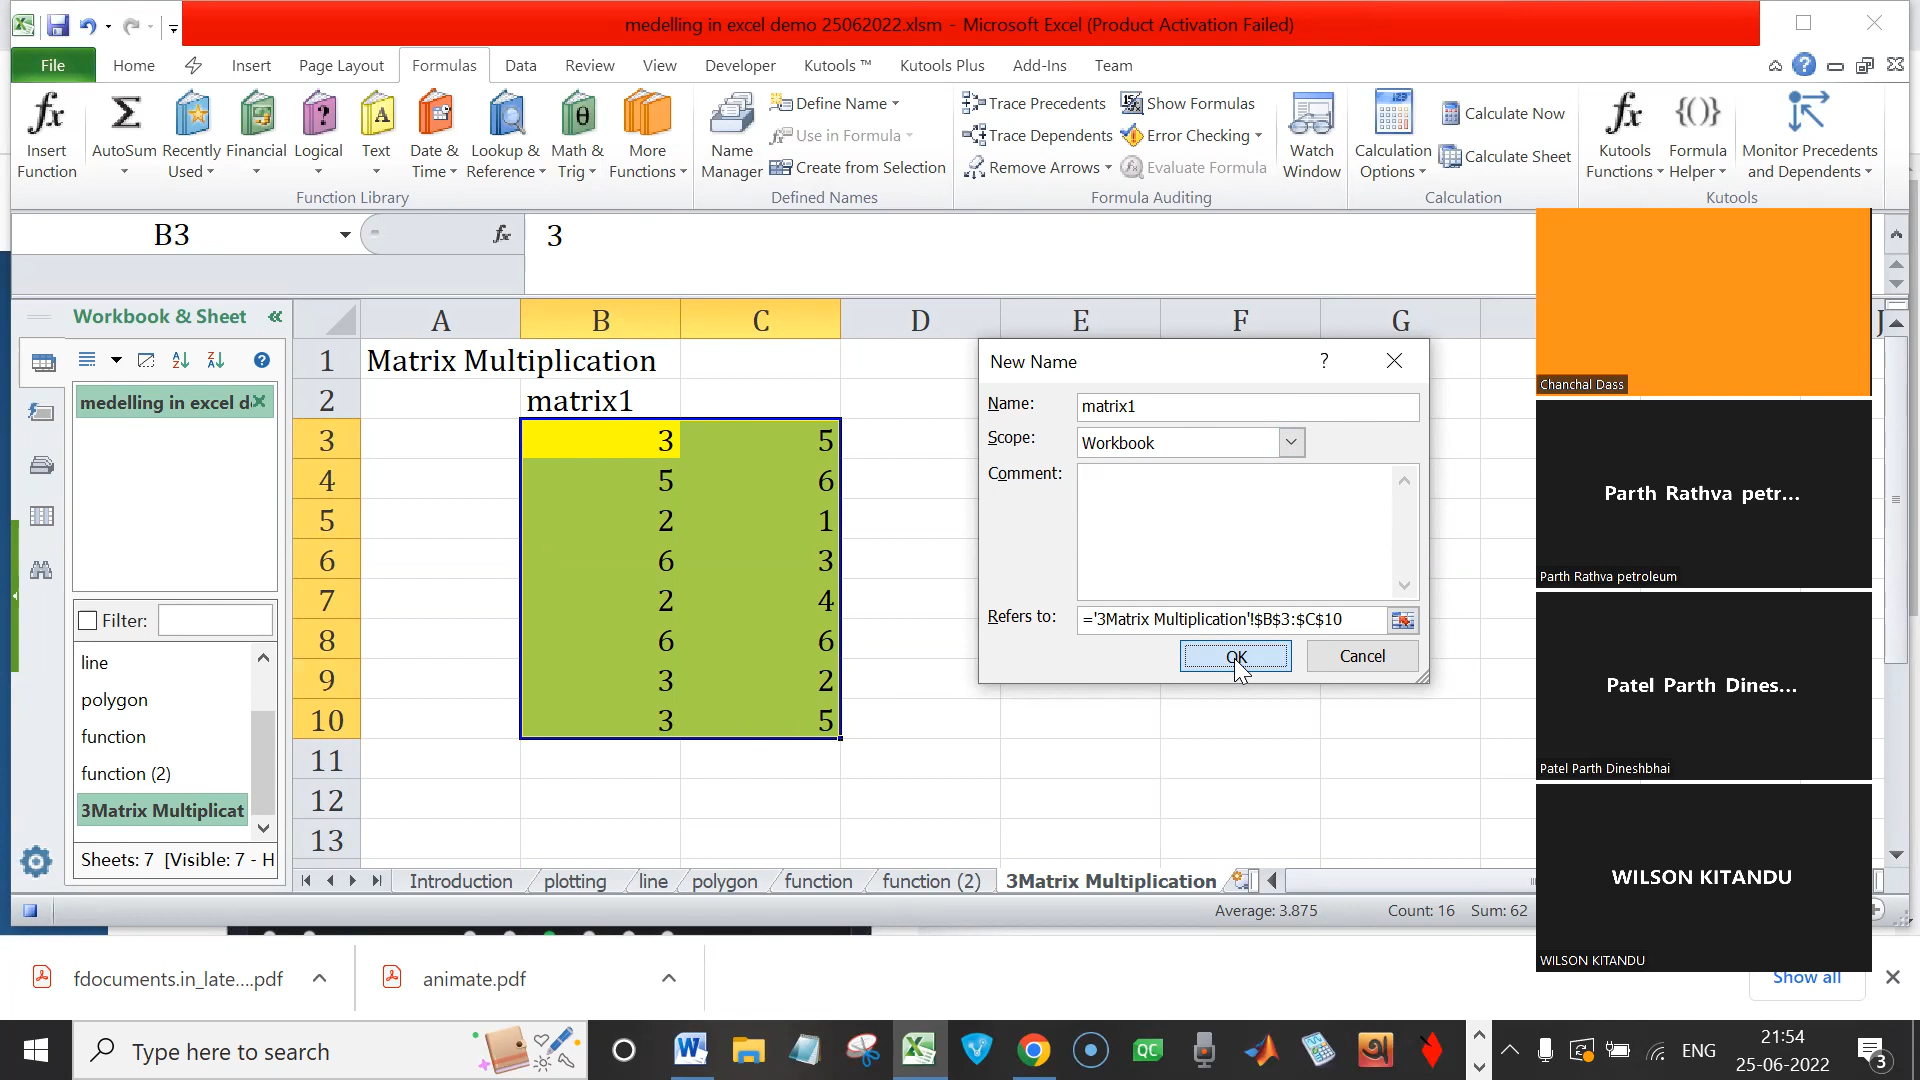 medelling in excel demo 25062022.xlsm - Microsoft Excel (Product Activation Failed)
File Home Insert Page Layout Formulas Data Review View Developer Kutools ™ Kutools Plus Add-Ins Team
Insert Function
AutoSum
Recently Used
Financial
Logical
Text
Date & Time
Lookup & Reference
Math & Trig
More Functions
Function Library
Name Manager
Define Name
Use in Formula
Create from Selection
Defined Names
Trace Precedents
Trace Dependents
Remove Arrows
Show Formulas
Error Checking
Evaluate Formula
Formula Auditing
Watch Window
Calculation Options
Calculate Now
Calculate Sheet
Calculation
Kutools Functions
Formula Helper
Monitor Precedents and Dependents
Kutools
B3
fx
3
Workbook & Sheet
medelling in excel d
Filter:
line
polygon
function
function (2)
3Matrix Multiplicat
Sheets: 7 [Visible: 7 - H
A B C D E F G J
1 Matrix Multiplication
2 matrix1
3 3 5
4 5 6
5 2 1
6 6 3
7 2 4
8 6 6
9 3 2
10 3 5
11
12
13
New Name
?
Name: matrix1
Scope: Workbook
Comment:
Refers to: ='3Matrix Multiplication'!$B$3:$C$10
OK Cancel
Chanchal Dass
Parth Rathva petr...
Parth Rathva petroleum
Patel Parth Dines...
Patel Parth Dineshbhai
WILSON KITANDU
WILSON KITANDU
Introduction plotting line polygon function function (2) 3Matrix Multiplication
Average: 3.875 Count: 16 Sum: 62
fdocuments.in_late....pdf
animate.pdf
Show all
Type here to search
QC
ENG
21:54
25-06-2022
3